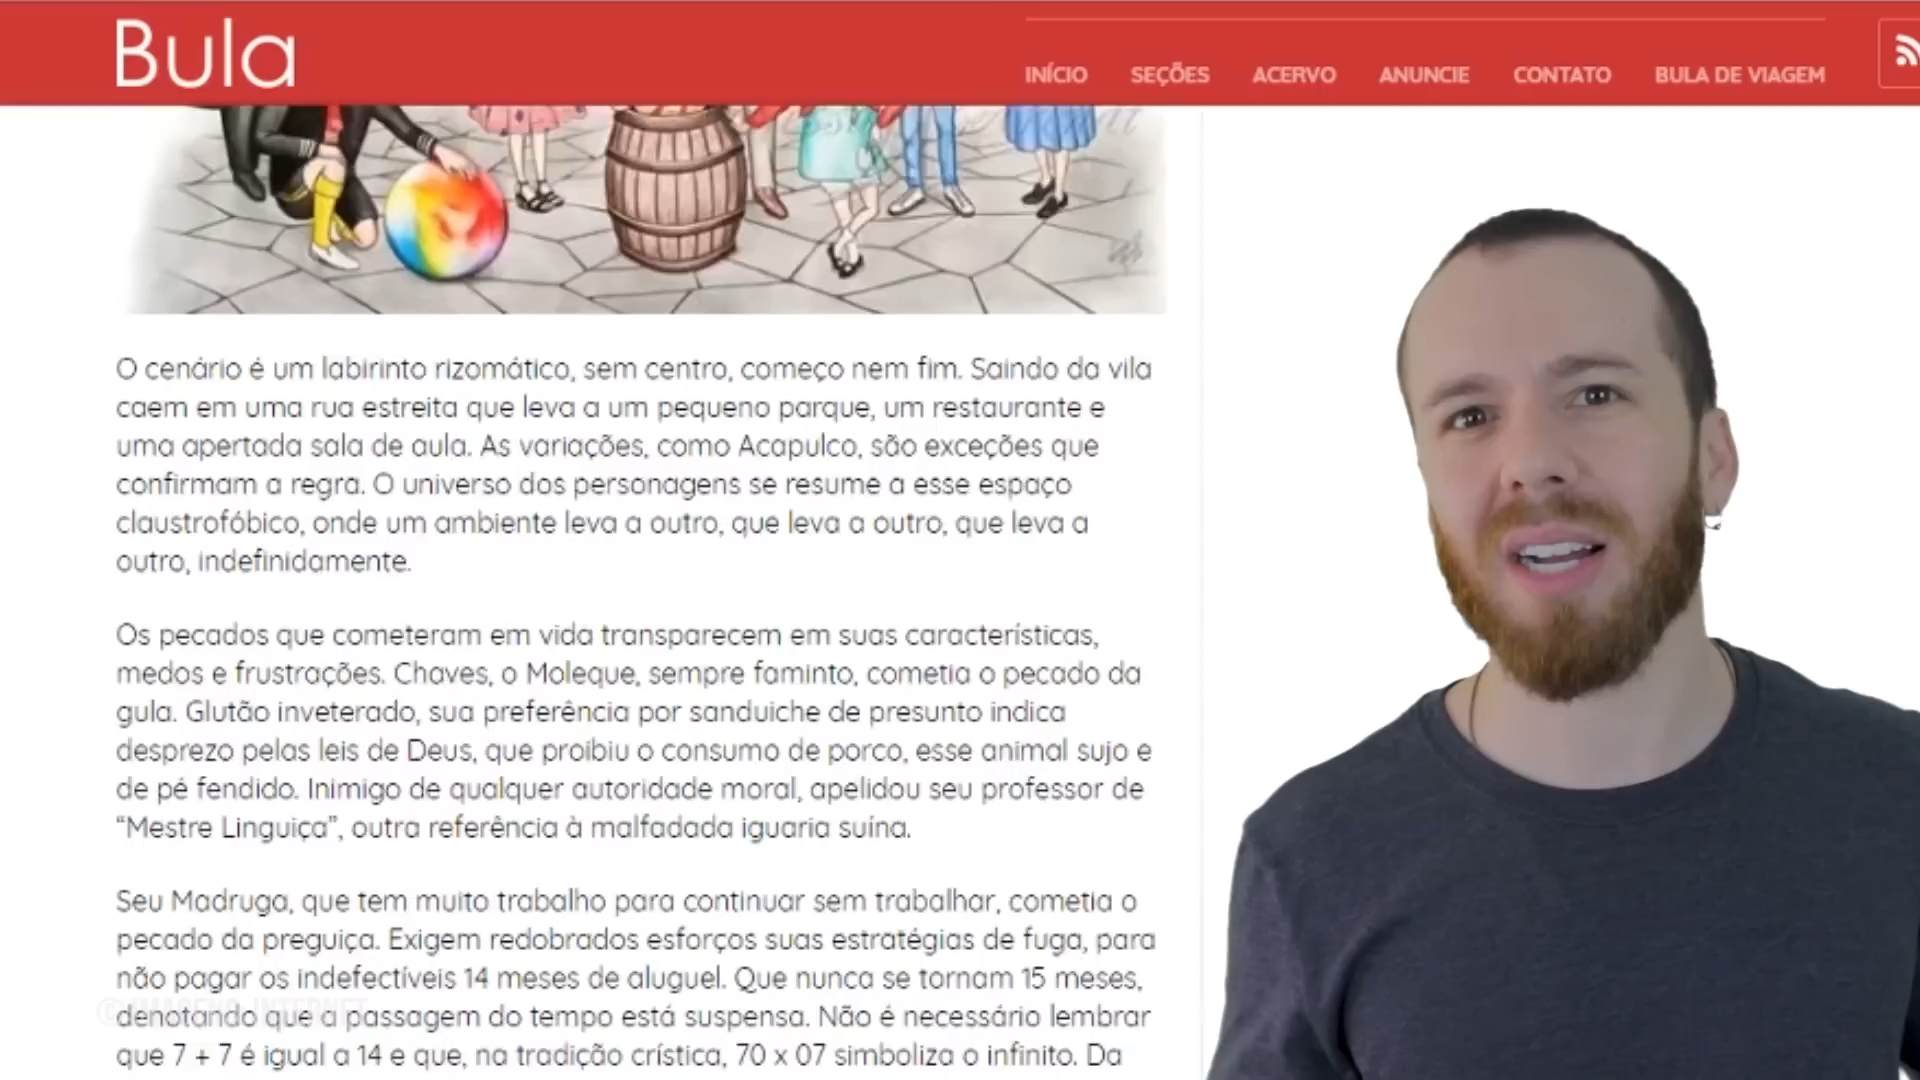 Bula
INÍCIO SEÇÕES ACERVO ANUNCIE CONTATO BULA DE VIAGEM
O cenário é um labirinto rizomático, sem centro, começo nem fim. Saindo da vila
caem em uma rua estreita que leva a um pequeno parque, um restaurante e
uma apertada sala de aula. As variações, como Acapulco, são exceções que
confirmam a regra. O universo dos personagens se resume a esse espaço
claustrofóbico, onde um ambiente leva a outro, que leva a outro, que leva a
outro, indefinidamente.
Os pecados que cometeram em vida transparecem em suas características,
medos e frustrações. Chaves, o Moleque, sempre faminto, cometia o pecado da
gula. Glutão inveterado, sua preferência por sanduiche de presunto indica
desprezo pelas leis de Deus, que proibiu o consumo de porco, esse animal sujo e
de pé fendido. Inimigo de qualquer autoridade moral, apelidou seu professor de
“Mestre Linguiça”, outra referência à malfadada iguaria suína.
Seu Madruga, que tem muito trabalho para continuar sem trabalhar, cometia o
pecado da preguiça. Exigem redobrados esforços suas estratégias de fuga, para
não pagar os indefectíveis 14 meses de aluguel. Que nunca se tornam 15 meses,
denotando que a passagem do tempo está suspensa. Não é necessário lembrar
que 7 + 7 é igual a 14 e que, na tradição crística, 70 x 07 simboliza o infinito. Da